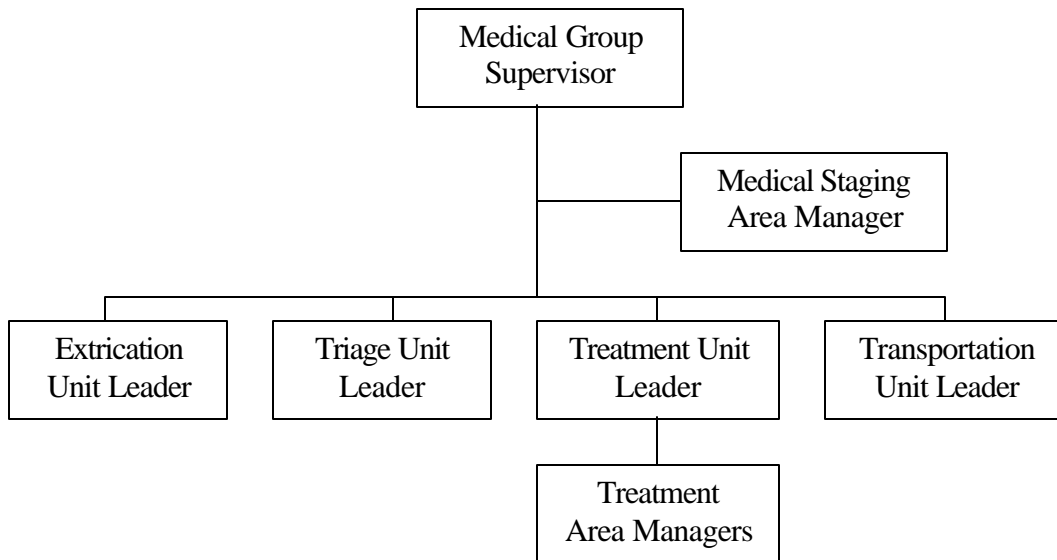 Medical Group
Supervisor
Medical Staging
Area Manager
Extrication
Unit Leader
Triage Unit
Leader
Treatment Unit
Leader
Transportation
Unit Leader
Treatment
Area Managers